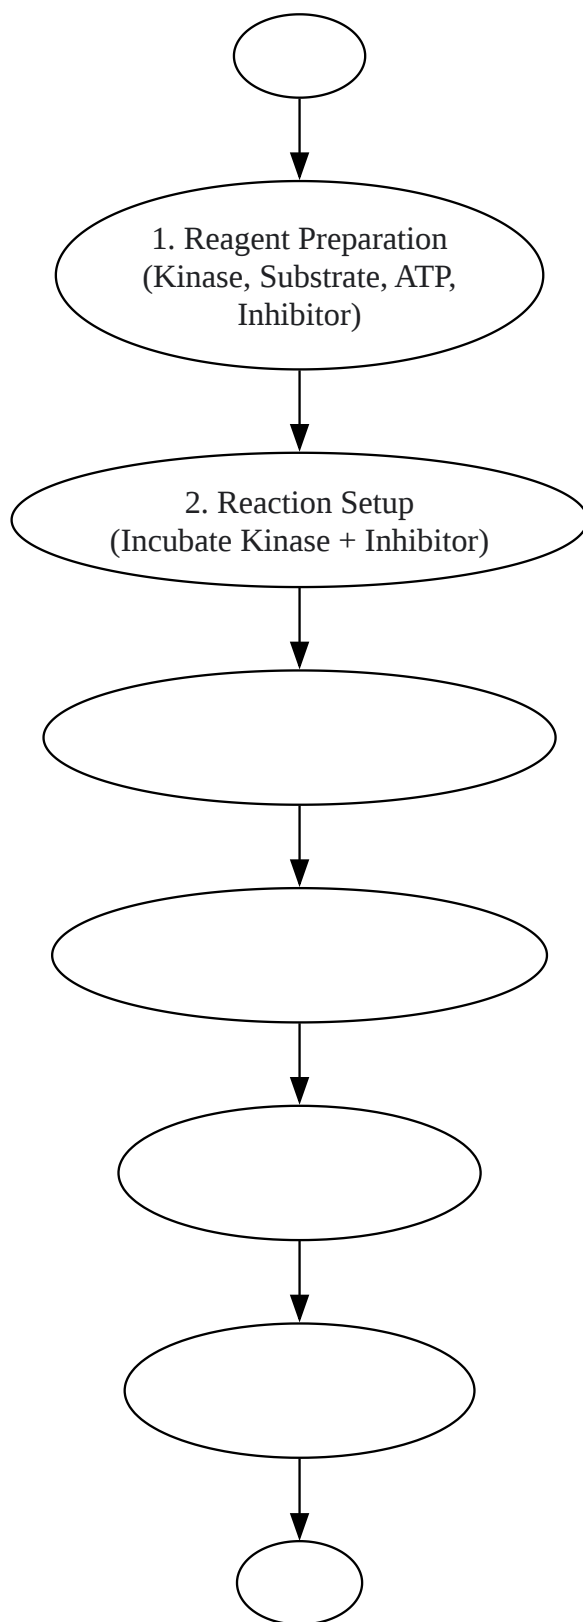 1. Reagent Preparation
(Kinase, Substrate, ATP,
Inhibitor)
2. Reaction Setup
(Incubate Kinase + Inhibitor)